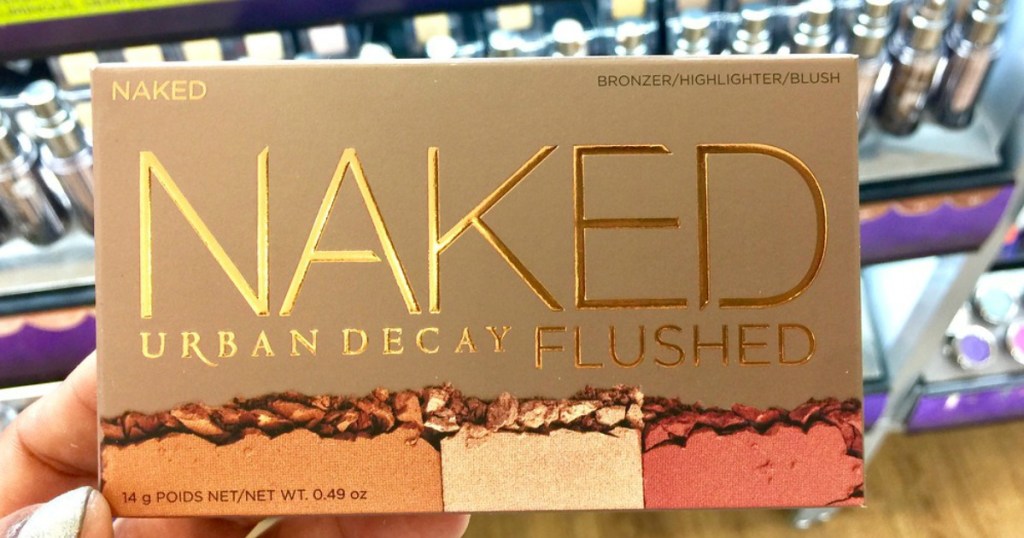 NAKED
BRONZER/HIGHLIGHTER/BLUSH
NAKED
URBAN DECAY FLUSHED
14 g POIDS NET/NET WT. 0.49 oz